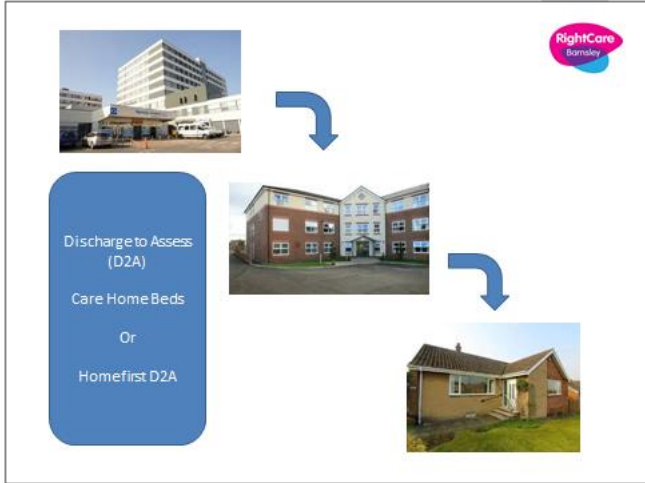 RightCare
Barnsley
Discharge to Assess
(D2A)
Care Home Beds
Or
Homefirst D2A